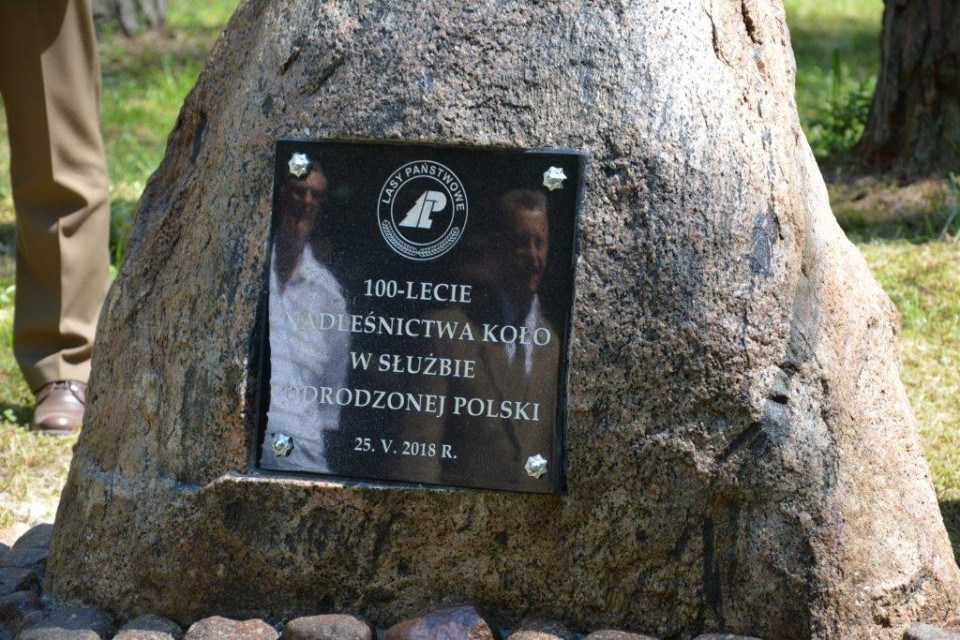 LASY PAŃSTWOWE
100-LECIE
NADLEŚNICTWA KOŁO
W SŁUŻBIE
ODRODZONEJ POLSKI
25. V. 2018 R.